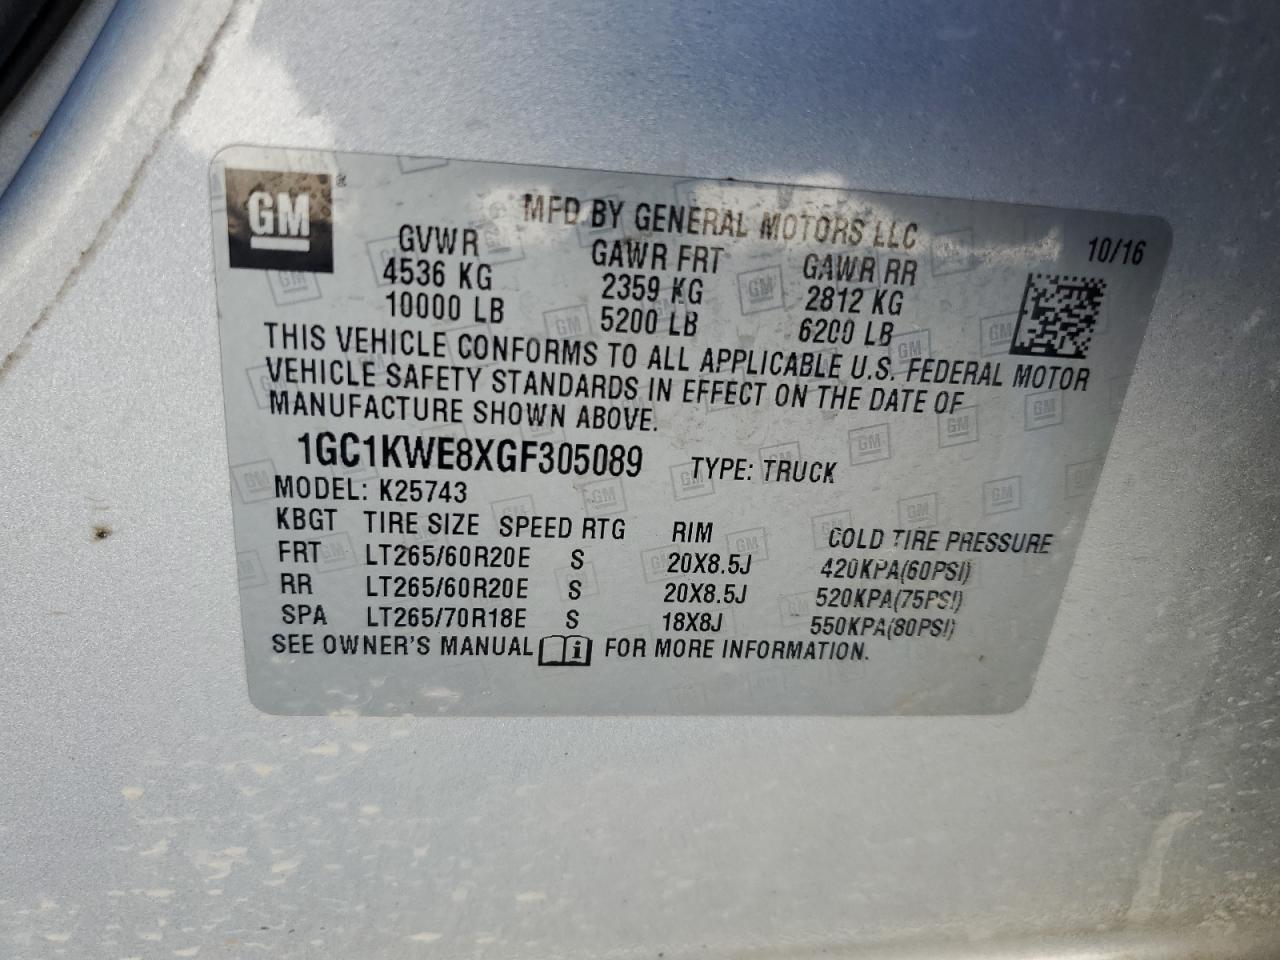 GM ®
MFD BY GENERAL MOTORS LLC
10/16
GVWR GAWR FRT GAWR RR
4536 KG 2359 KG 2812 KG
10000 LB 5200 LB 6200 LB
THIS VEHICLE CONFORMS TO ALL APPLICABLE U.S. FEDERAL MOTOR
VEHICLE SAFETY STANDARDS IN EFFECT ON THE DATE OF
MANUFACTURE SHOWN ABOVE.
1GC1KWE8XGF305089 TYPE: TRUCK
MODEL: K25743
KBGT TIRE SIZE SPEED RTG RIM COLD TIRE PRESSURE
FRT LT265/60R20E S 20X8.5J 420KPA(60PSI)
RR LT265/60R20E S 20X8.5J 520KPA(75PSI)
SPA LT265/70R18E S 18X8J 550KPA(80PSI)
SEE OWNER'S MANUAL i FOR MORE INFORMATION.